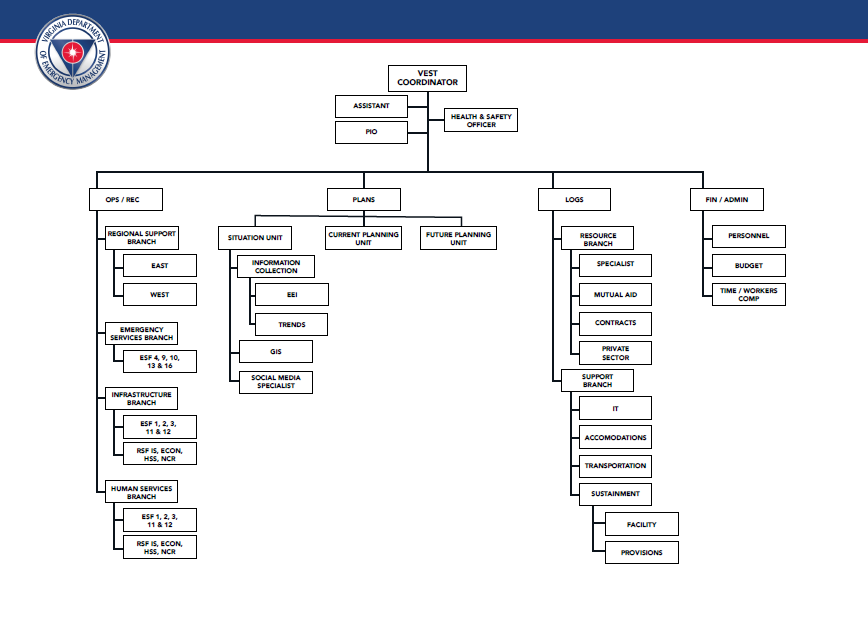 VIRGINIA DEPARTMENT
OF EMERGENCY MANAGEMENT
VEST
COORDINATOR
ASSISTANT
HEALTH & SAFETY
OFFICER
PIO
OPS / REC
PLANS
LOGS
FIN / ADMIN
REGIONAL SUPPORT
BRANCH
EAST
WEST
EMERGENCY
SERVICES BRANCH
ESF 4, 9, 10,
13 & 16
INFRASTRUCTURE
BRANCH
ESF 1, 2, 3,
11 & 12
RSF IS, ECON,
HSS, NCR
HUMAN SERVICES
BRANCH
ESF 1, 2, 3,
11 & 12
RSF IS, ECON,
HSS, NCR
SITUATION UNIT
CURRENT PLANNING
UNIT
FUTURE PLANNING
UNIT
INFORMATION
COLLECTION
EEI
TRENDS
GIS
SOCIAL MEDIA
SPECIALIST
RESOURCE
BRANCH
SPECIALIST
MUTUAL AID
CONTRACTS
PRIVATE
SECTOR
SUPPORT
BRANCH
IT
ACCOMODATIONS
TRANSPORTATION
SUSTAINMENT
FACILITY
PROVISIONS
PERSONNEL
BUDGET
TIME / WORKERS
COMP